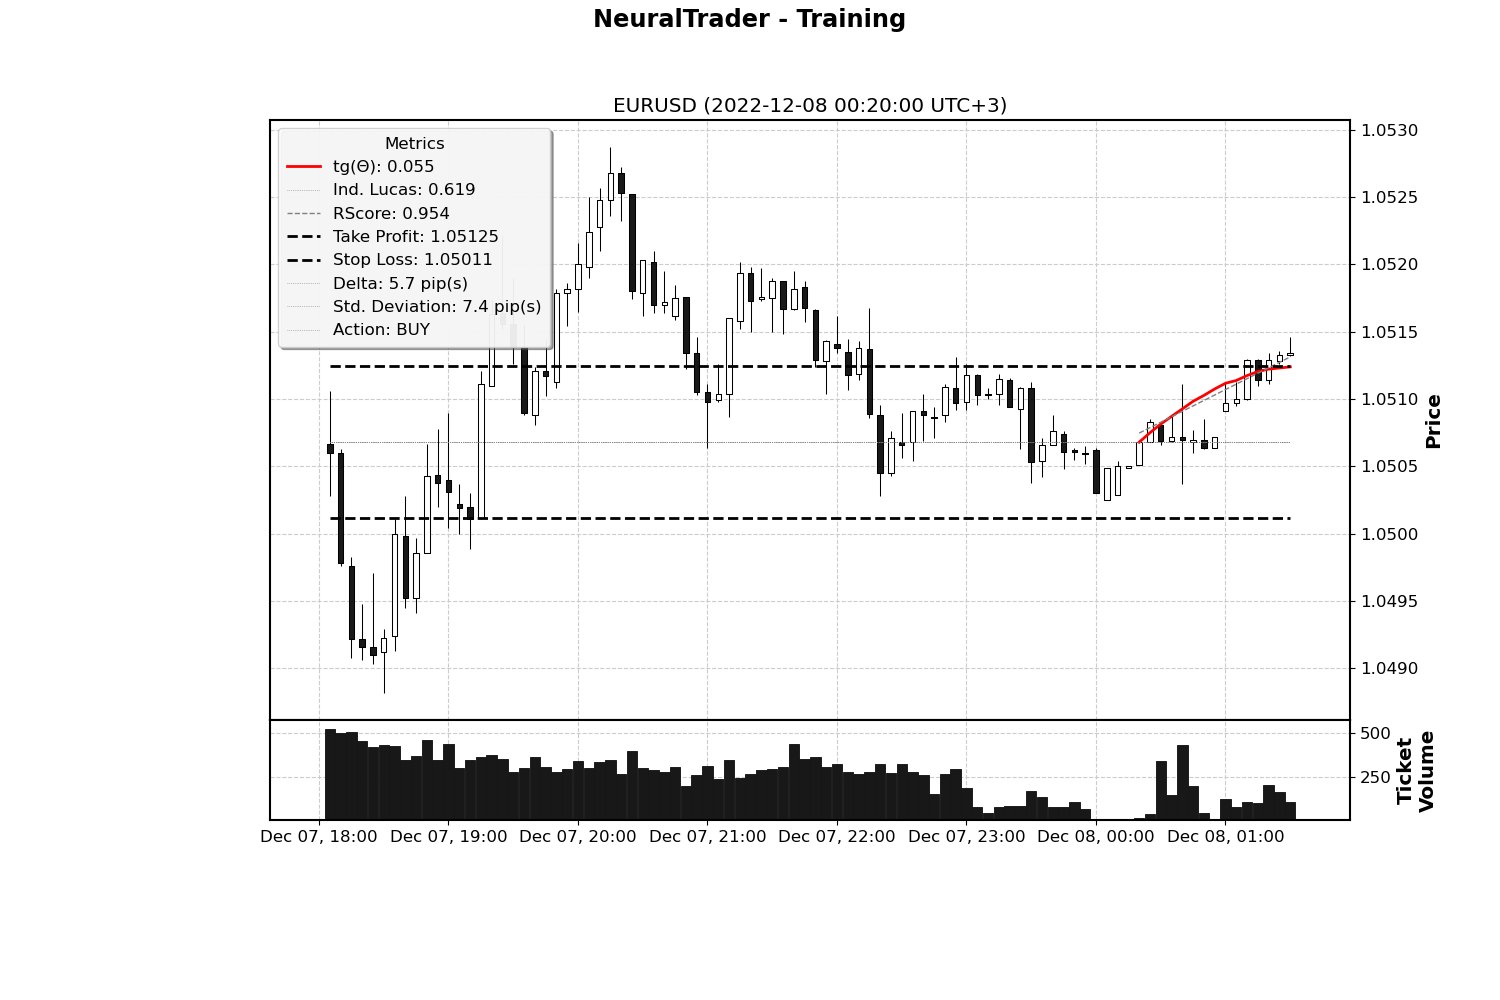 NeuralTrader - Training
EURUSD (2022-12-08 00:20:00 UTC+3)
Metrics
tg(Θ): 0.055
Ind. Lucas: 0.619
RScore: 0.954
Take Profit: 1.05125
Stop Loss: 1.05011
Delta: 5.7 pip(s)
Std. Deviation: 7.4 pip(s)
Action: BUY
1.0530
1.0525
1.0520
1.0515
1.0510
1.0505
1.0500
1.0495
1.0490
Price
500
250
Ticket
Volume
Dec 07, 18:00
Dec 07, 19:00
Dec 07, 20:00
Dec 07, 21:00
Dec 07, 22:00
Dec 07, 23:00
Dec 08, 00:00
Dec 08, 01:00